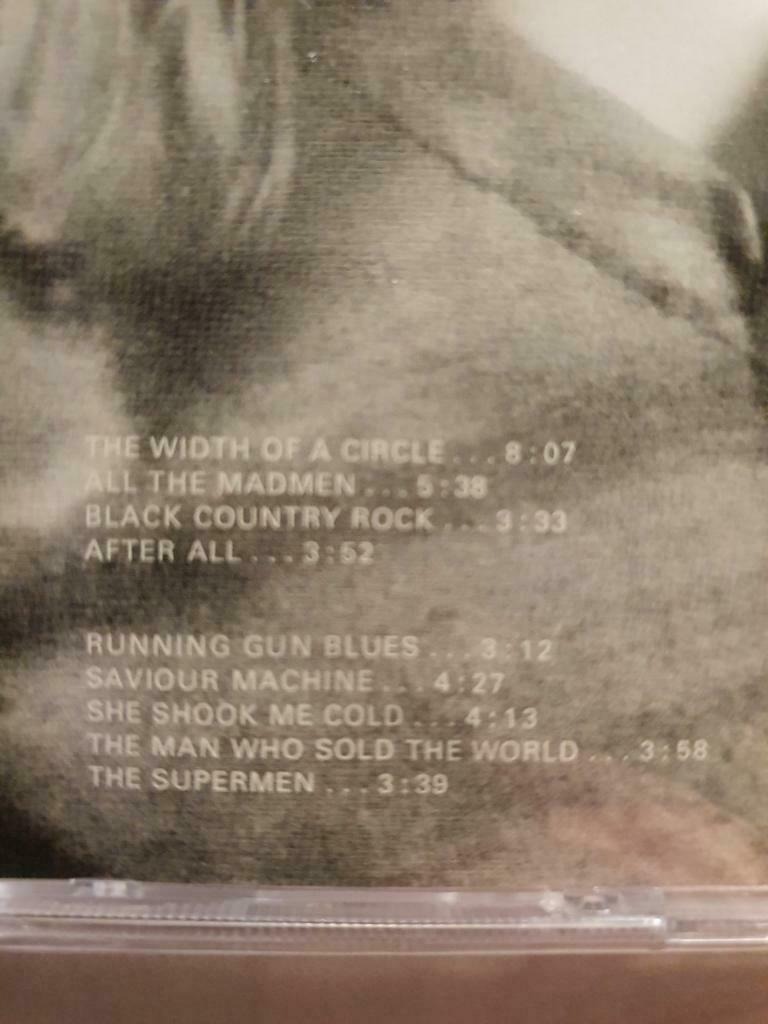 THE WIDTH OF A CIRCLE...8:07
ALL THE MADMEN...5:38
BLACK COUNTRY ROCK...3:33
AFTER ALL...3:52
RUNNING GUN BLUES...3:12
SAVIOUR MACHINE...4:27
SHE SHOOK ME COLD...4:13
THE MAN WHO SOLD THE WORLD...3:58
THE SUPERMEN...3:39